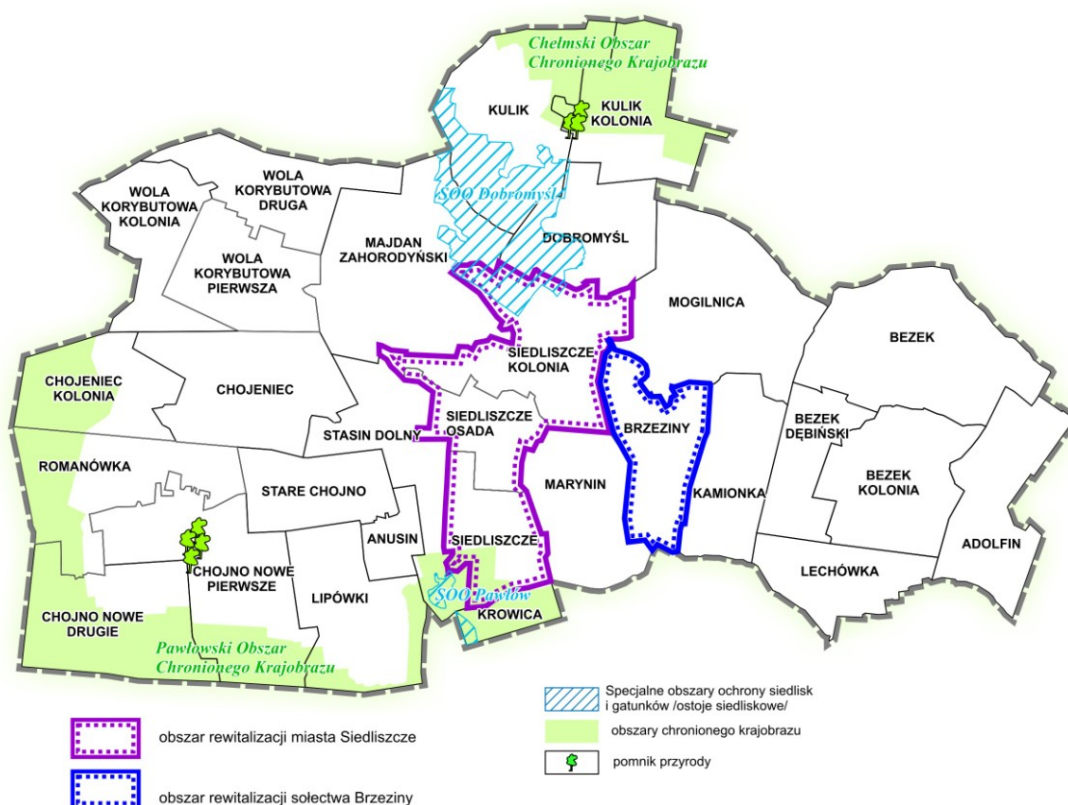 Chełmski Obszar
Chronionego Krajobrazu
KULIK
KULIK
KOLONIA
WOLA
KORYBUTOWA
DRUGA
WOLA
KORYBUTOWA
KOLONIA
SOO Dobromyśl
MAJDAN
ZAHORODYŃSKI
DOBROMYŚL
WOLA
KORYBUTOWA
PIERWSZA
MOGILNICA
BEZEK
SIEDLISZCZE
KOLONIA
CHOJENIEC
KOLONIA
CHOJENIEC
SIEDLISZCZE
OSADA
STASIN DOLNY
BRZEZINY
BEZEK
DĘBIŃSKI
BEZEK
KOLONIA
ROMANÓWKA
STARE CHOJNO
MARYNIN
KAMIONKA
ANUSIN
SIEDLISZCZE
ADOLFIN
CHOJNO NOWE
PIERWSZE
LECHÓWKA
LIPÓWKI
SOO Pawłów
KROWICA
CHOJNO NOWE
DRUGIE
Pawłowski Obszar
Chronionego Krajobrazu
obszar rewitalizacji miasta Siedliszcze
obszar rewitalizacji sołectwa Brzeziny
Specjalne obszary ochrony siedlisk
i gatunków /ostoje siedliskowe/
obszary chronionego krajobrazu
pomnik przyrody